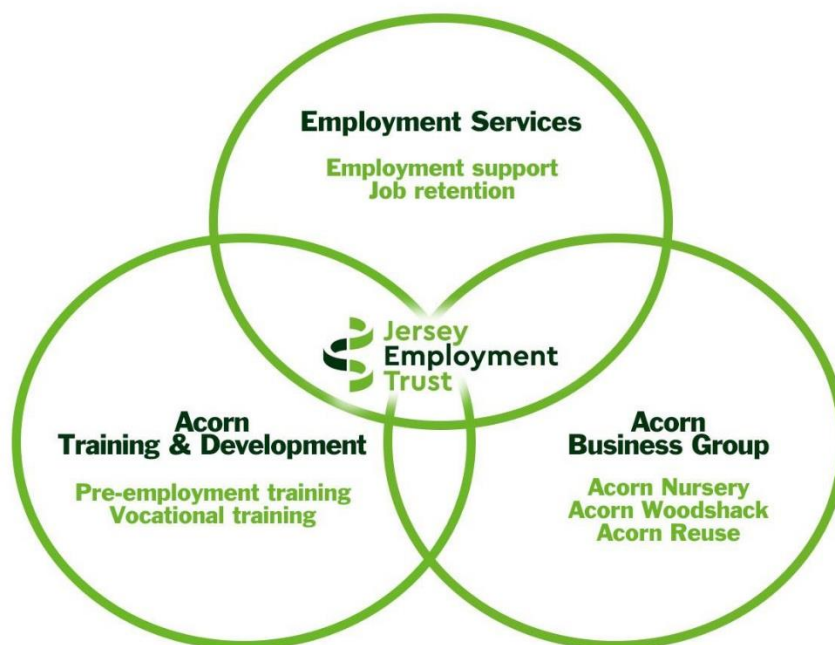 Employment Services
Employment support
Job retention
Jersey
Employment
Trust
Acorn
Training & Development
Pre-employment training
Vocational training
Acorn
Business Group
Acorn Nursery
Acorn Woodshack
Acorn Reuse